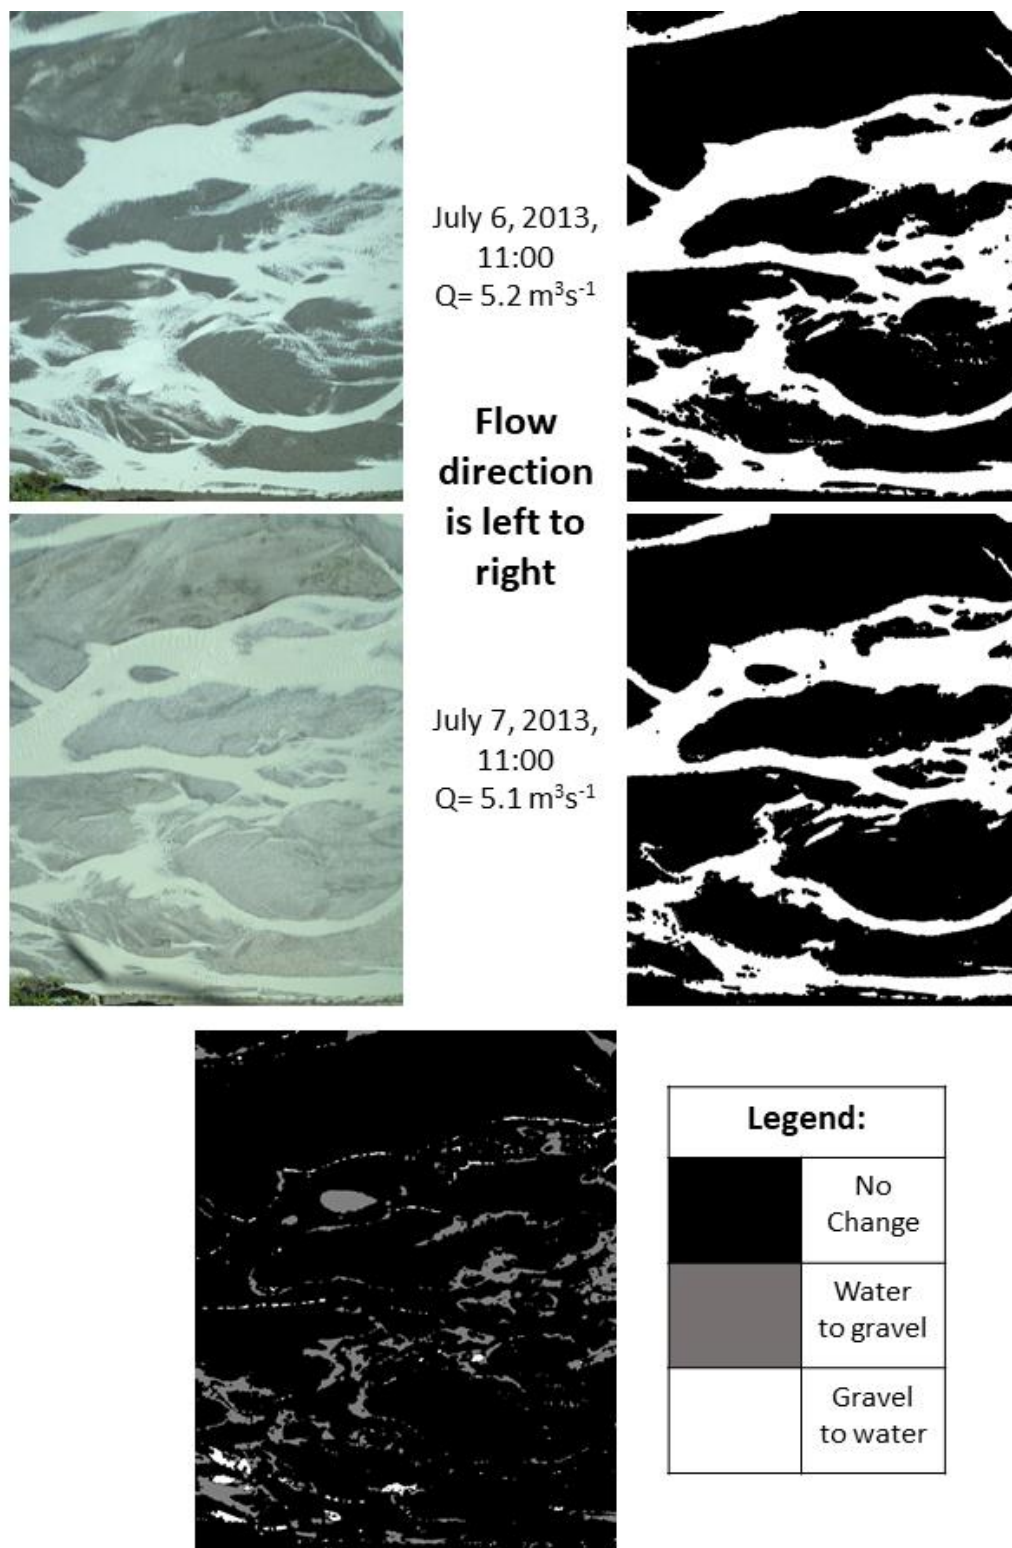 July 6, 2013,
11:00
Q= 5.2 m³s⁻¹
Flow
direction
is left to
right
July 7, 2013,
11:00
Q= 5.1 m³s⁻¹
Legend:
No
Change
Water
to gravel
Gravel
to water